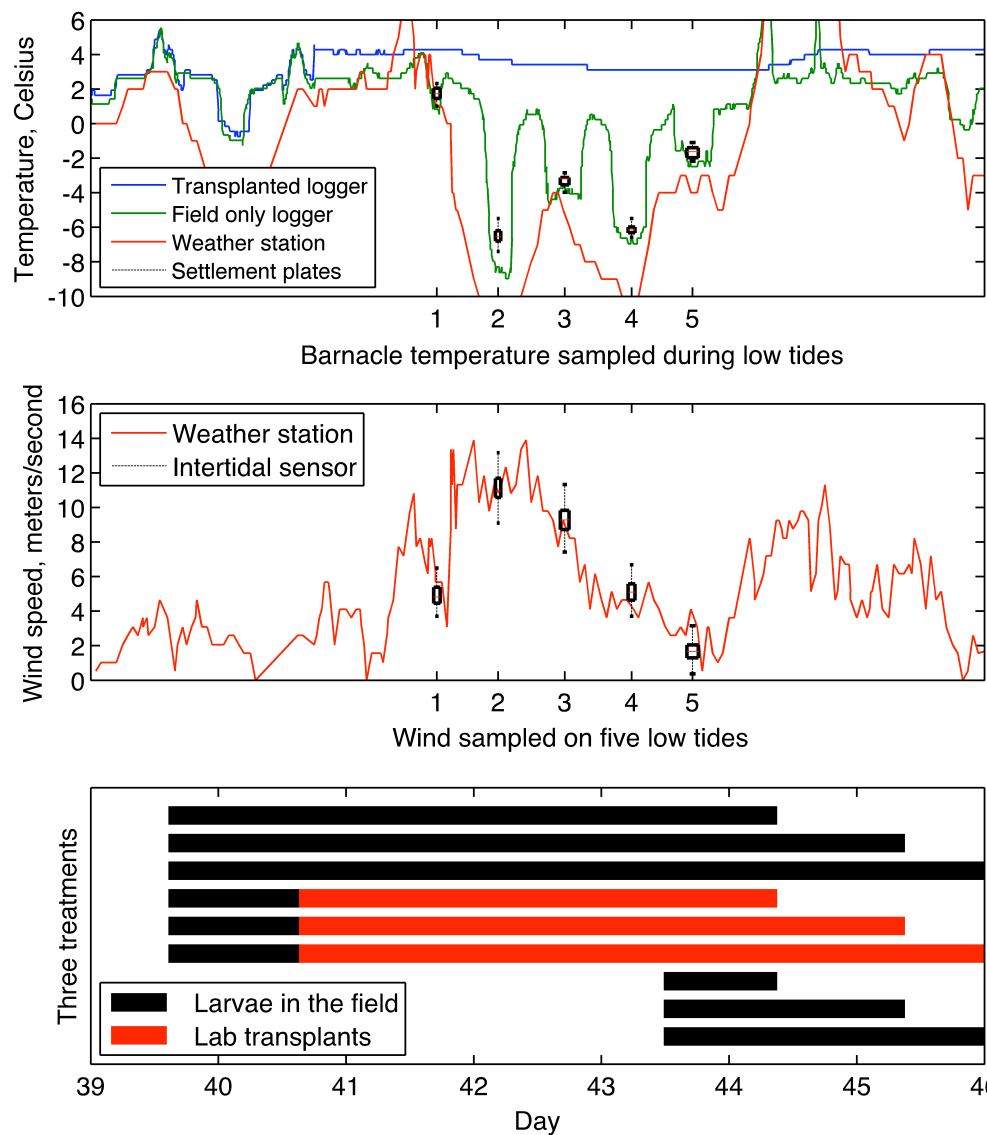 6
4
2
0
-2
-4
-6
-8
-10
Temperature, Celsius
Transplanted logger
Field only logger
Weather station
Settlement plates
1 2 3 4 5
Barnacle temperature sampled during low tides
16
14
12
10
8
6
4
2
0
Wind speed, meters/second
Weather station
Intertidal sensor
1 2 3 4 5
Wind sampled on five low tides
Three treatments
Larvae in the field
Lab transplants
39 40 41 42 43 44 45 46
Day